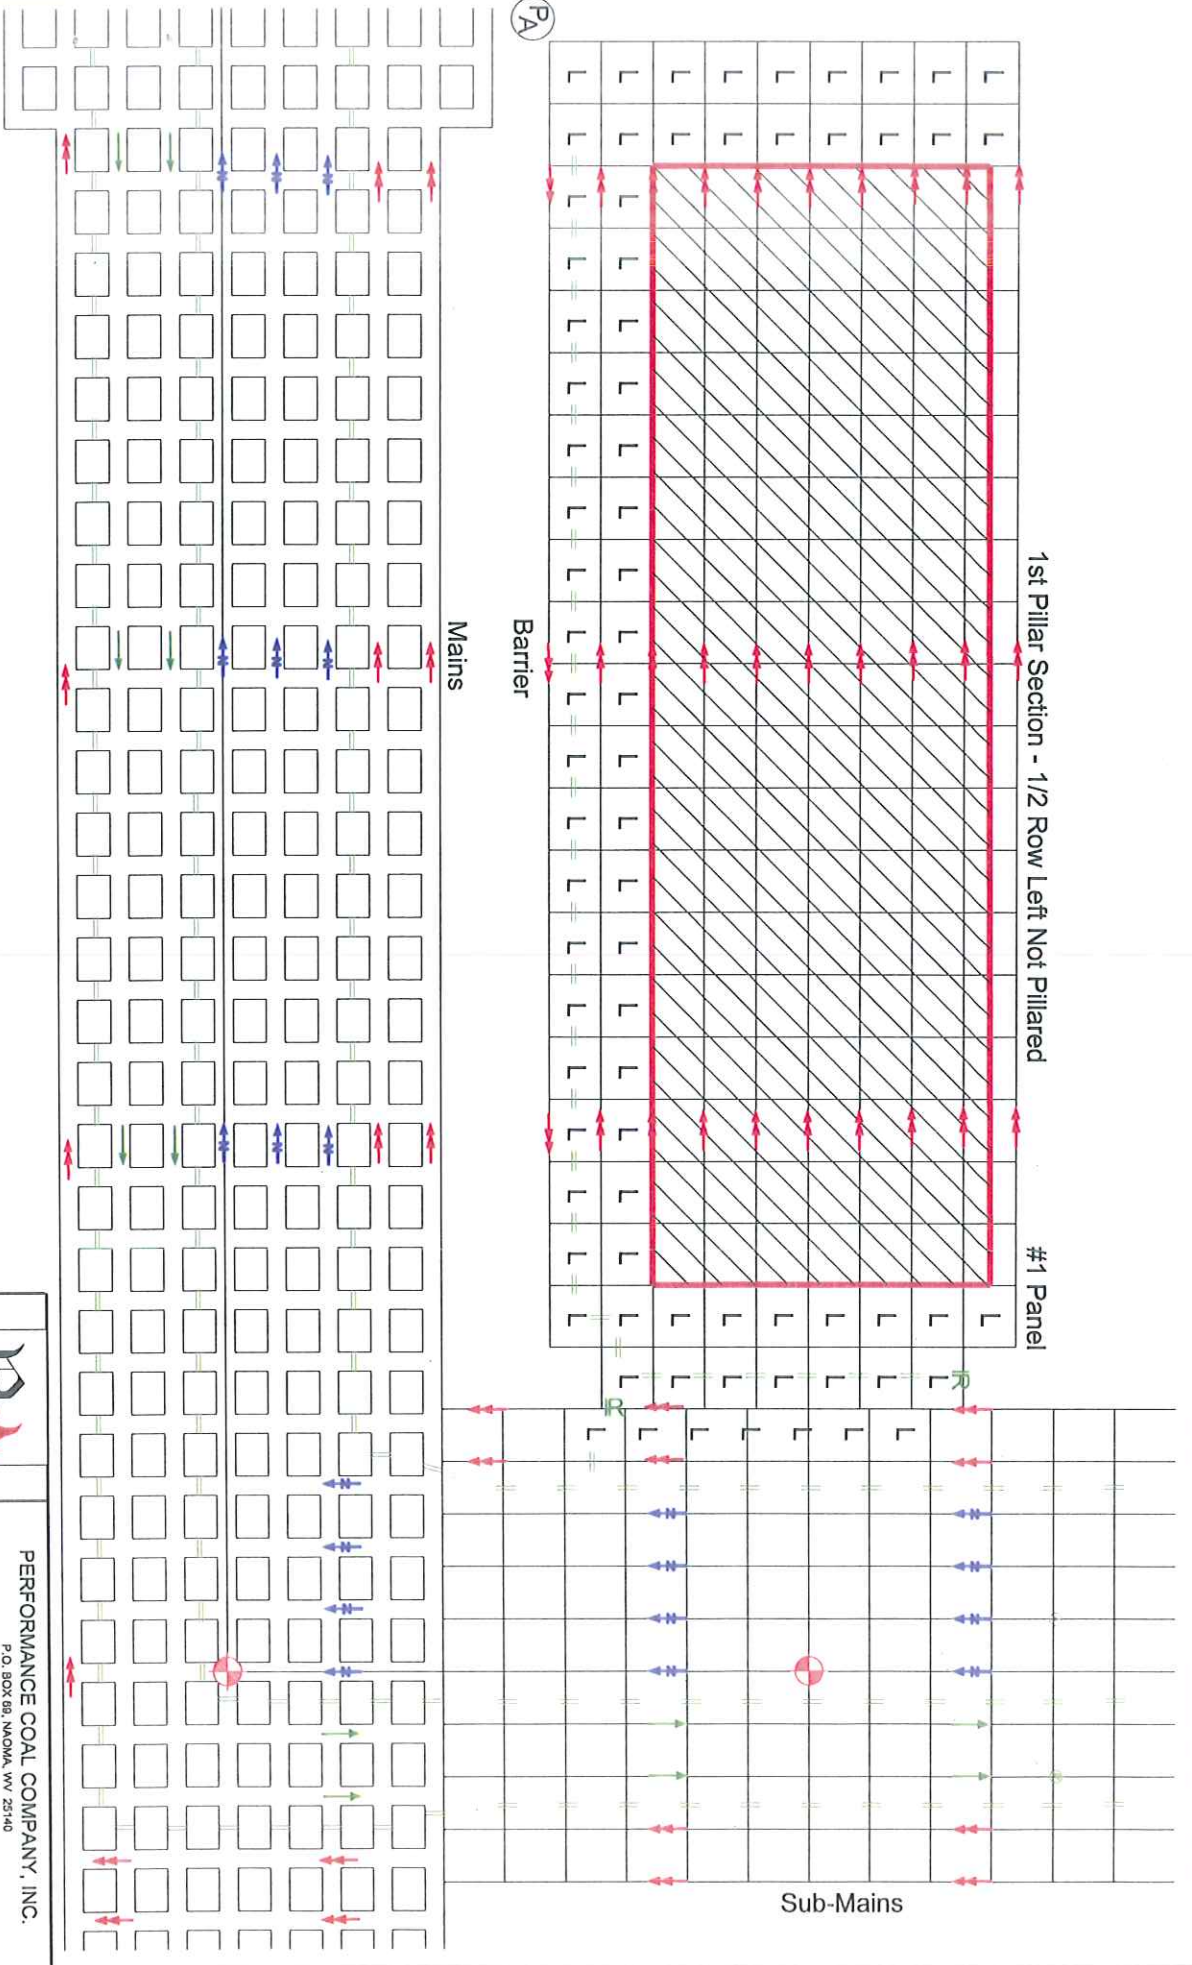 PA
1st Pillar Section - 1/2 Row Left Not Pillared
#1 Panel
Barrier
Mains
R
R
Sub-Mains
PERFORMANCE COAL COMPANY, INC.
P.O. BOX 69, NAOMA, WV 25140